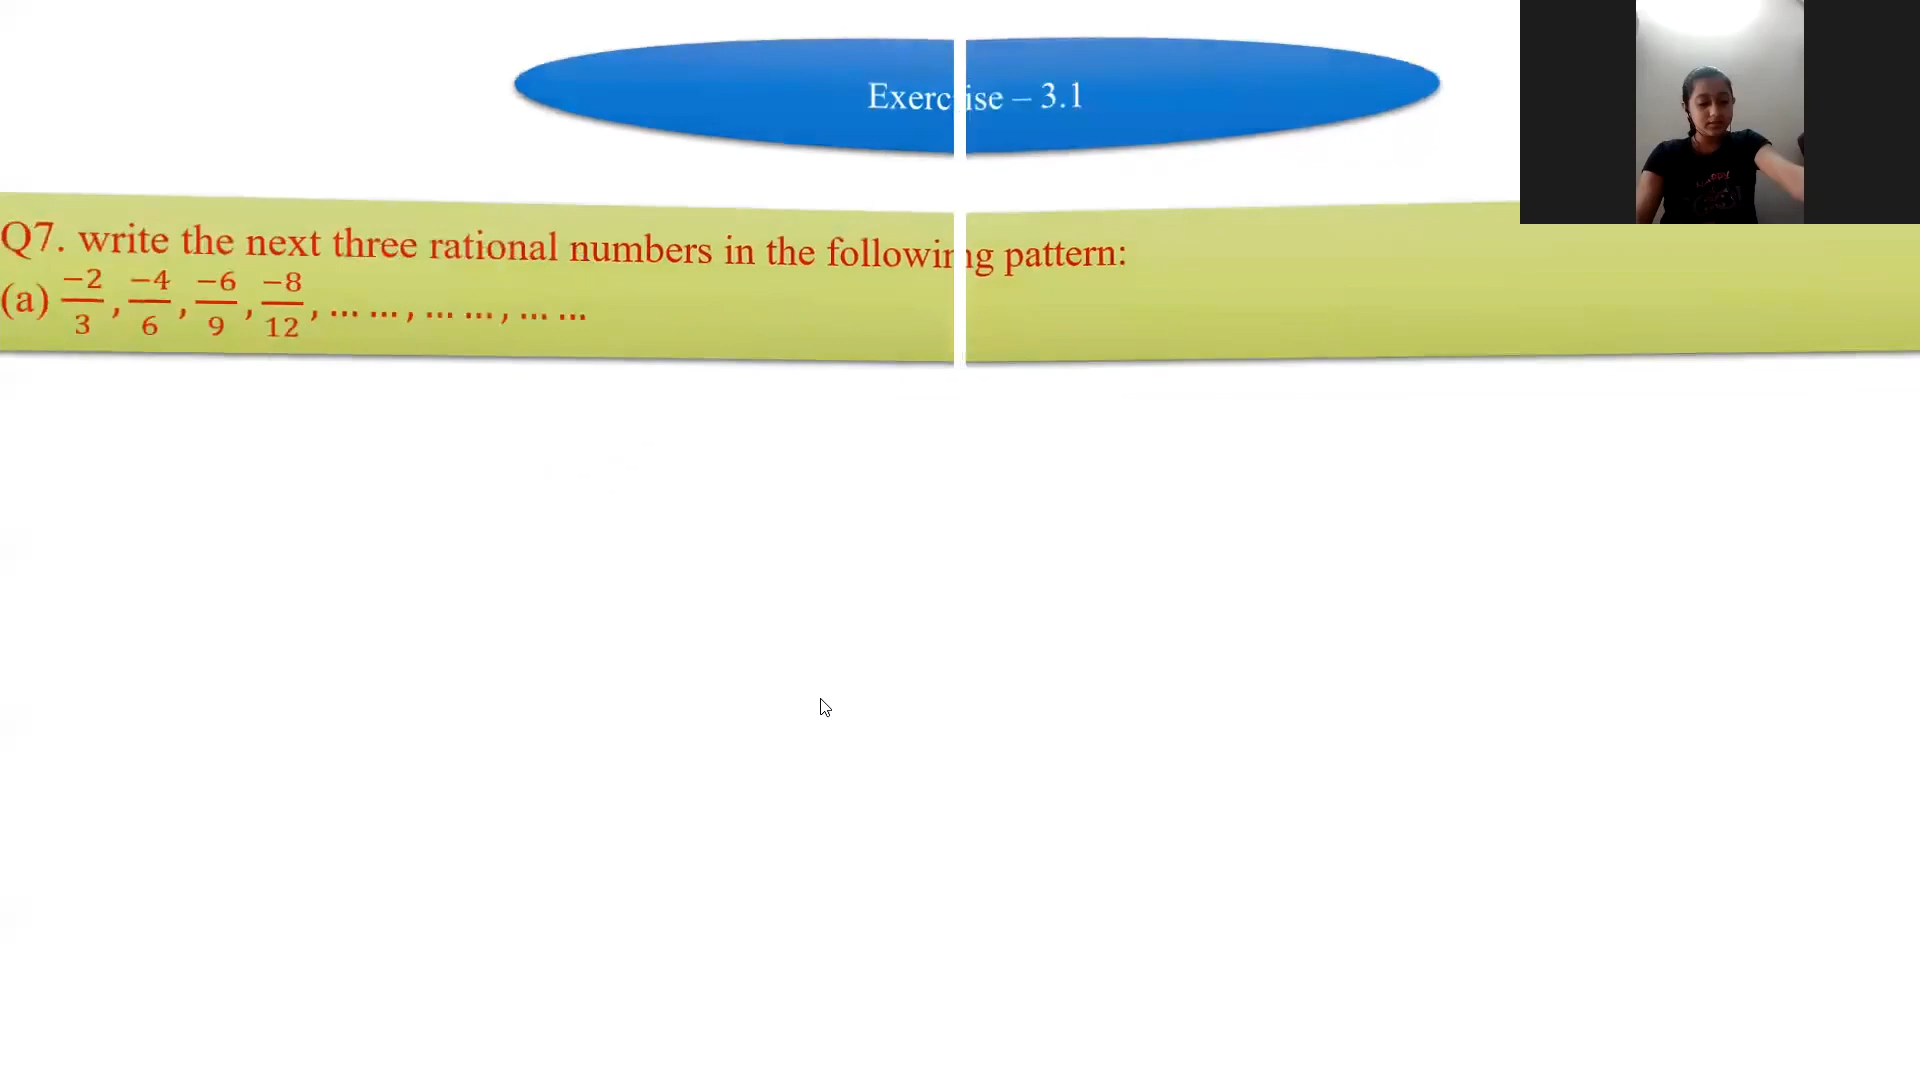 Exercise – 3.1
Q7. write the next three rational numbers in the following pattern:
(a) −2/3 , −4/6 , −6/9 , −8/12 , … … , … … , … …